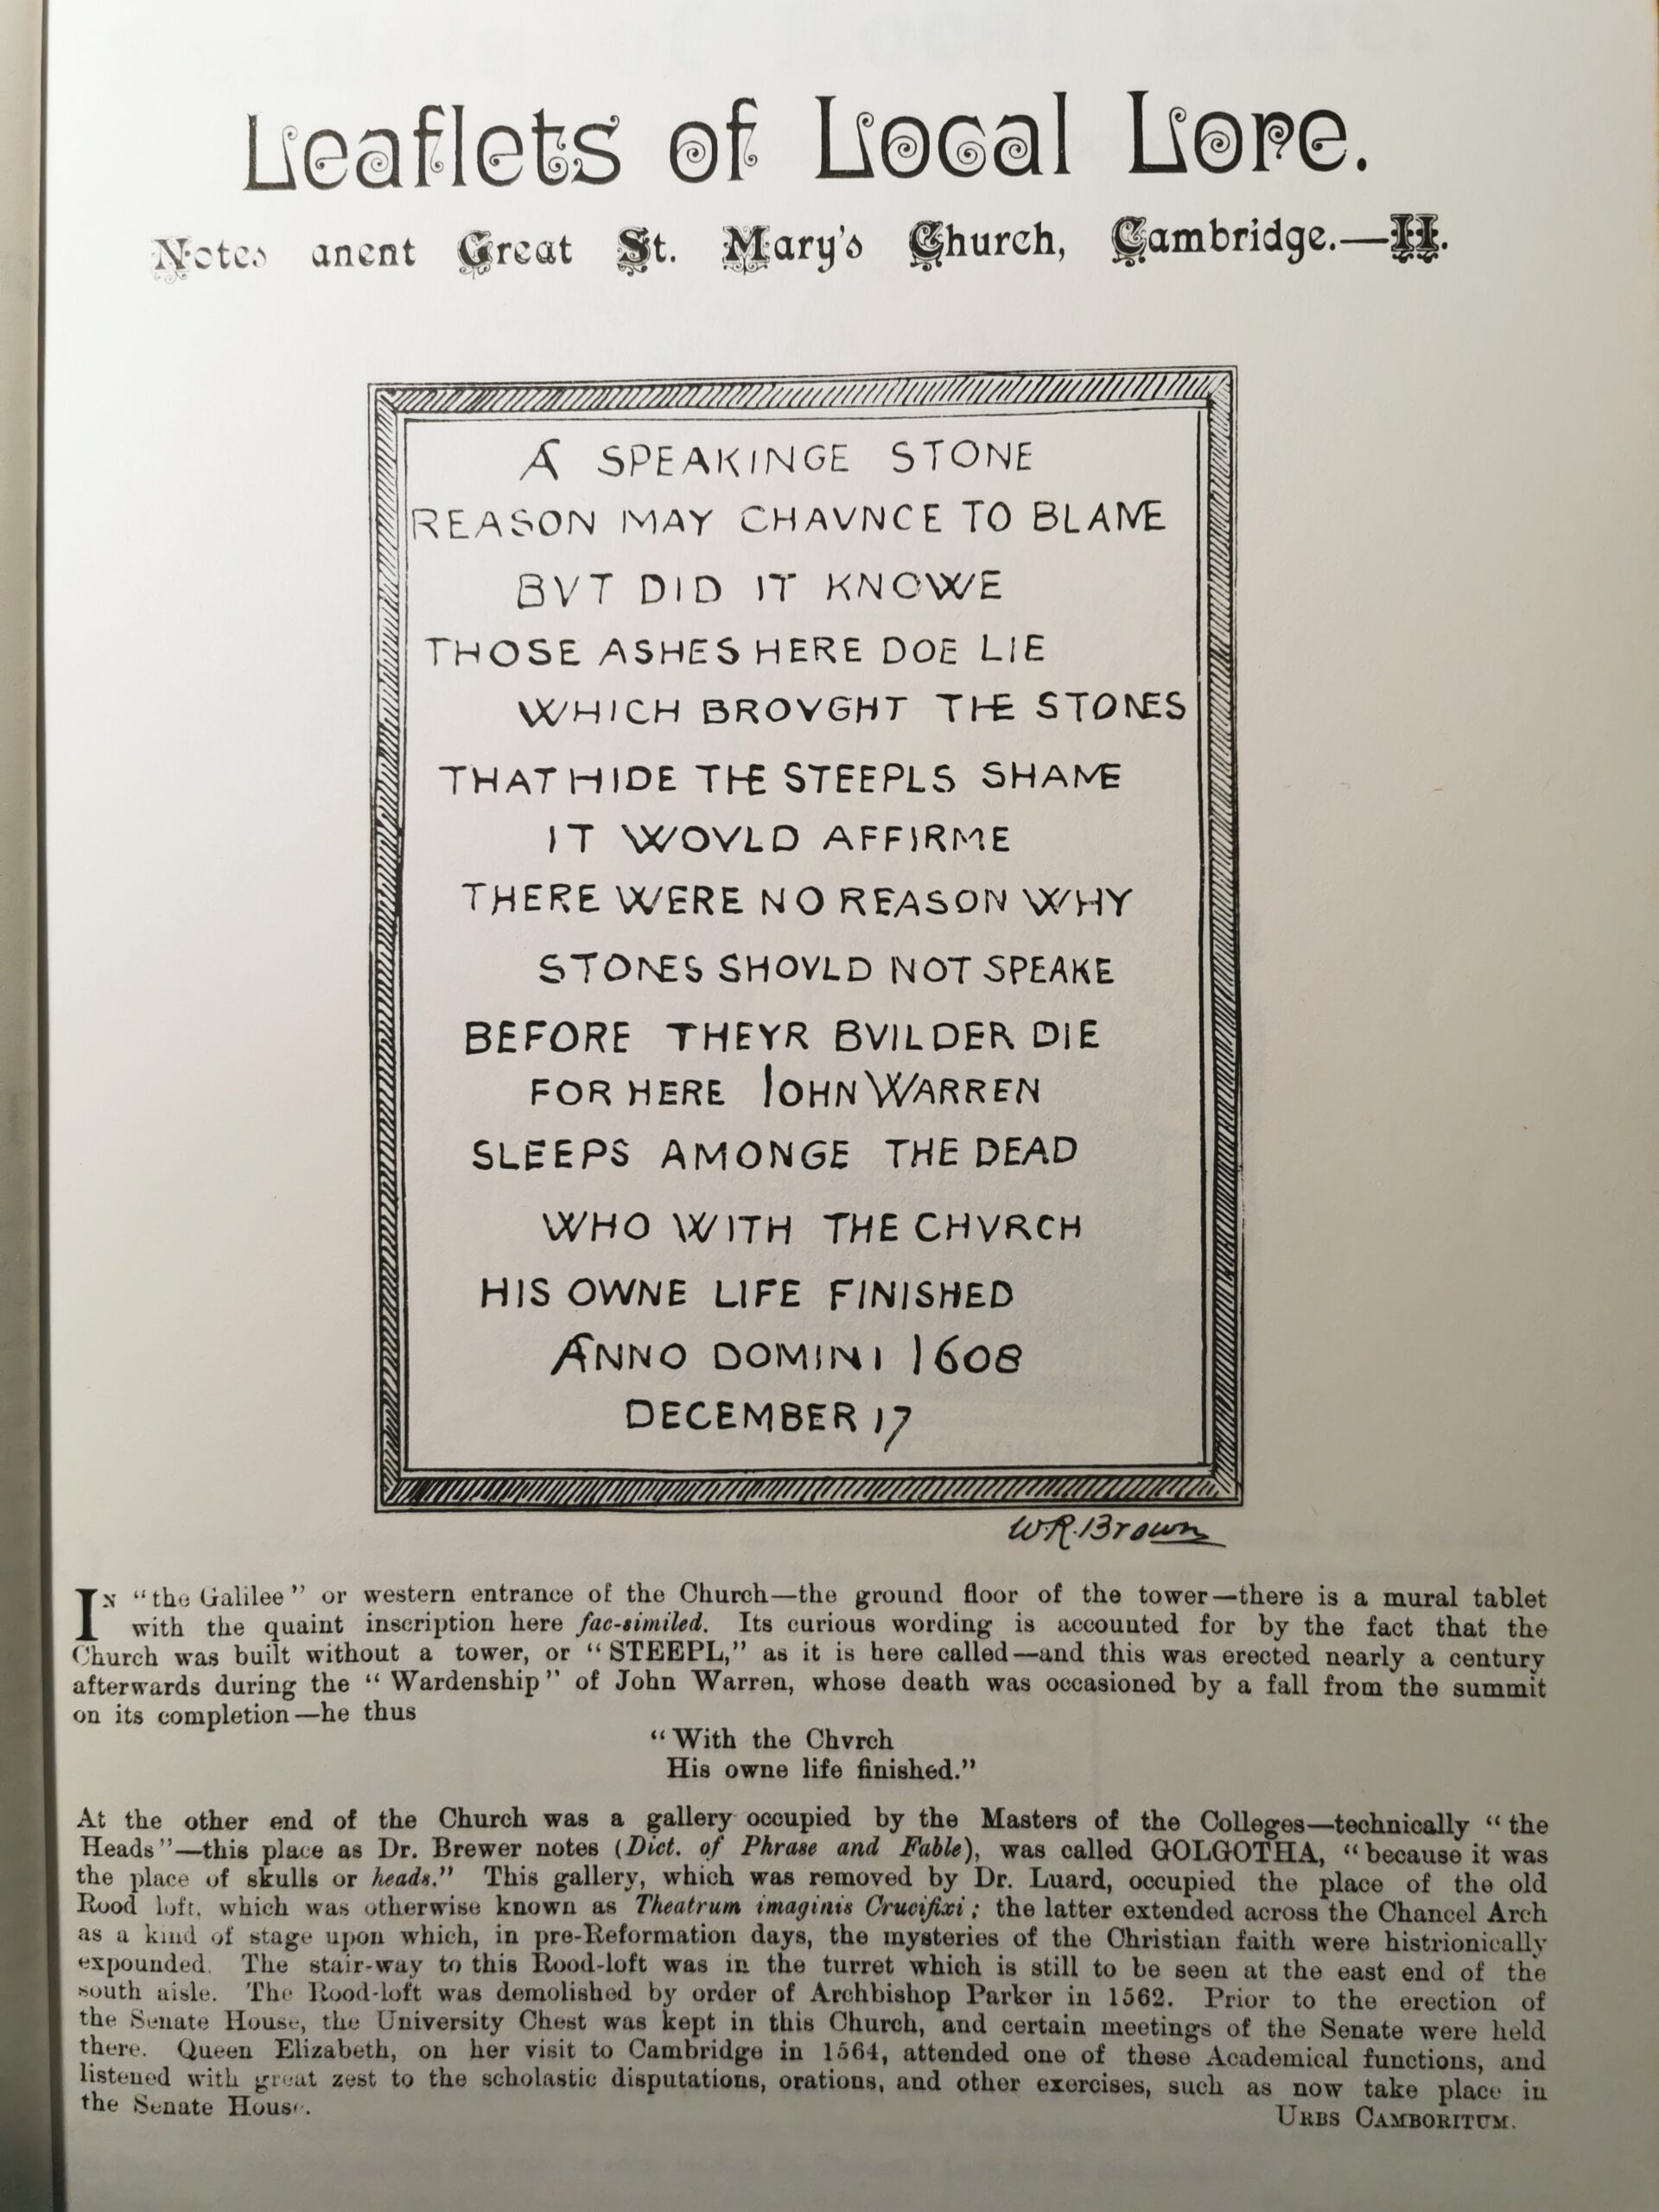 Leaflets of Local Lore.
Notes anent Great St. Mary's Church, Cambridge.—II.
A SPEAKINGE STONE
REASON MAY CHAVNCE TO BLAME
BVT DID IT KNOWE
THOSE ASHES HERE DOE LIE
WHICH BROVGHT THE STONES
THAT HIDE THE STEEPLS SHAME
IT WOVLD AFFIRME
THERE WERE NO REASON WHY
STONES SHOVLD NOT SPEAKE
BEFORE THEYR BVILDER DIE
FOR HERE IOHN WARREN
SLEEPS AMONGE THE DEAD
WHO WITH THE CHVRCH
HIS OWNE LIFE FINISHED
ANNO DOMINI 1608
DECEMBER 17
W.R.Brown
IN "the Galilee" or western entrance of the Church—the ground floor of the tower—there is a mural tablet
with the quaint inscription here fac-similed. Its curious wording is accounted for by the fact that the
Church was built without a tower, or "STEEPL," as it is here called—and this was erected nearly a century
afterwards during the "Wardenship" of John Warren, whose death was occasioned by a fall from the summit
on its completion—he thus
"With the Chvrch
His owne life finished."
At the other end of the Church was a gallery occupied by the Masters of the Colleges—technically "the
Heads"—this place as Dr. Brewer notes (Dict. of Phrase and Fable), was called GOLGOTHA, "because it was
the place of skulls or heads." This gallery, which was removed by Dr. Luard, occupied the place of the old
Rood loft, which was otherwise known as Theatrum imaginis Crucifixi; the latter extended across the Chancel Arch
as a kind of stage upon which, in pre-Reformation days, the mysteries of the Christian faith were histrionically
expounded. The stair-way to this Rood-loft was in the turret which is still to be seen at the east end of the
south aisle. The Rood-loft was demolished by order of Archbishop Parker in 1562. Prior to the erection of
the Senate House, the University Chest was kept in this Church, and certain meetings of the Senate were held
there. Queen Elizabeth, on her visit to Cambridge in 1564, attended one of these Academical functions, and
listened with great zest to the scholastic disputations, orations, and other exercises, such as now take place in
the Senate House.
URBS CAMBORITUM.